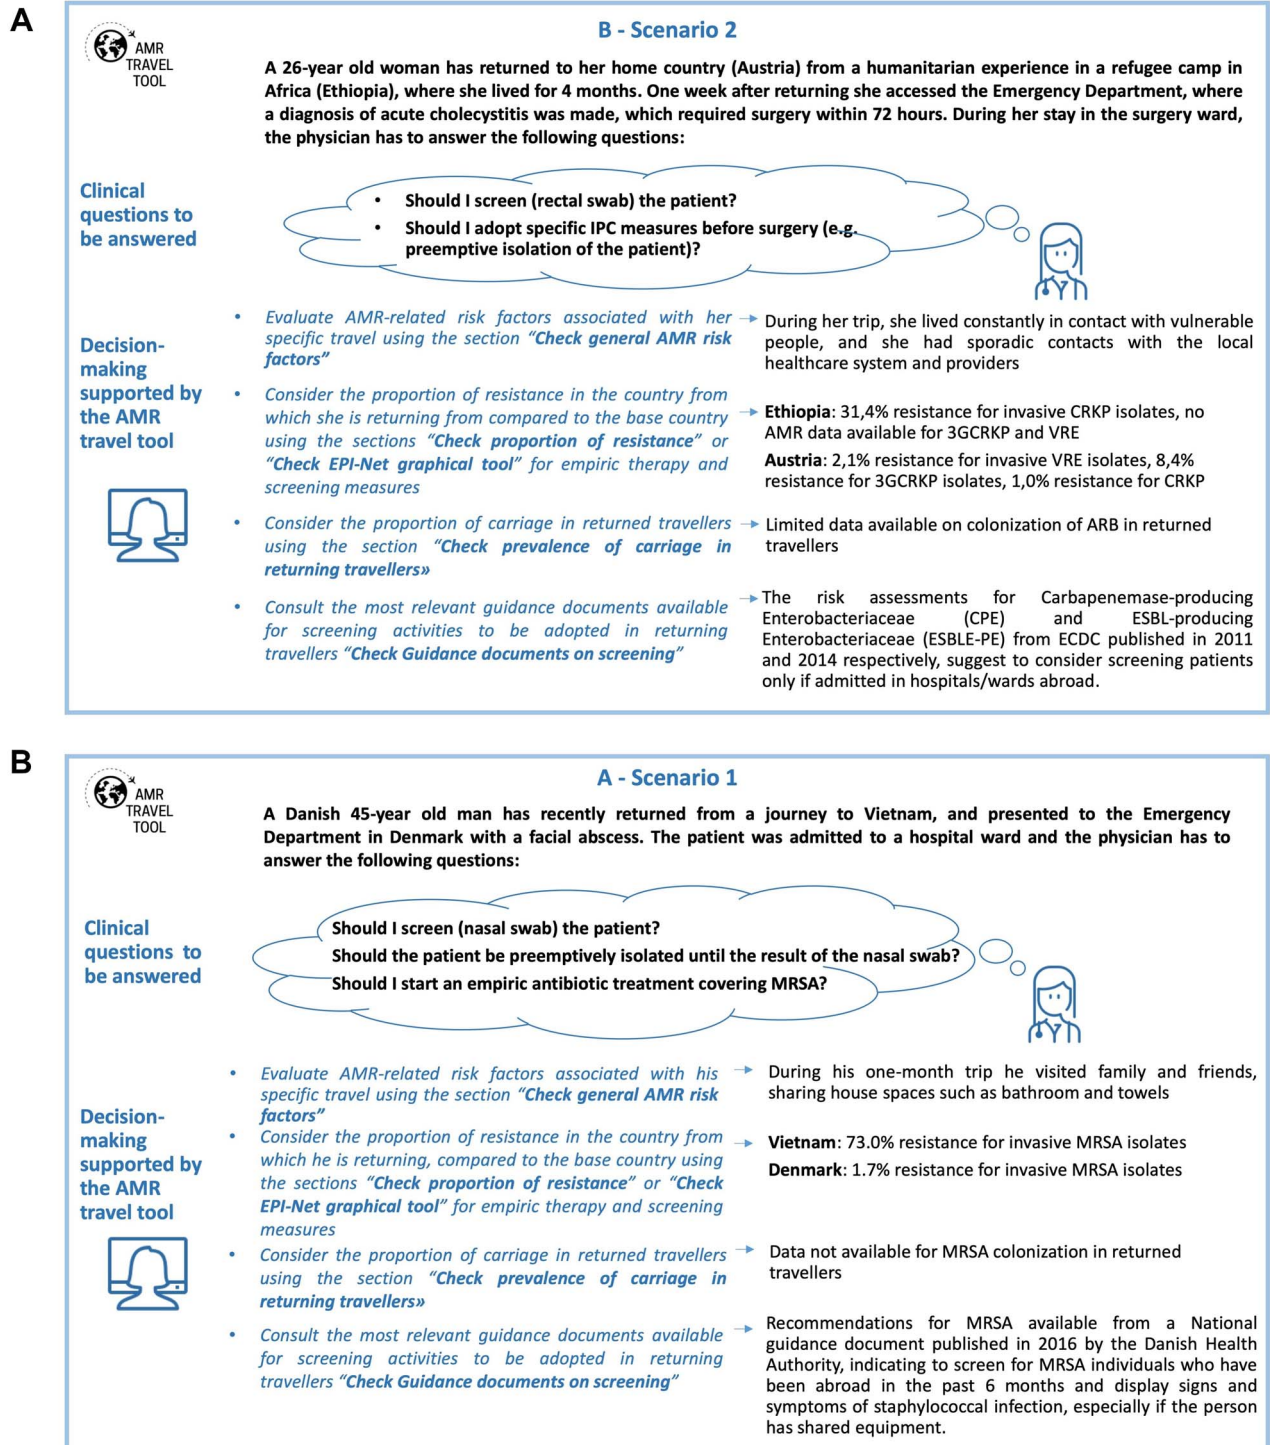 A
AMR
TRAVEL
TOOL
B - Scenario 2
A 26-year old woman has returned to her home country (Austria) from a humanitarian experience in a refugee camp in
Africa (Ethiopia), where she lived for 4 months. One week after returning she accessed the Emergency Department, where
a diagnosis of acute cholecystitis was made, which required surgery within 72 hours. During her stay in the surgery ward,
the physician has to answer the following questions:
Clinical
questions to
be answered
• Should I screen (rectal swab) the patient?
• Should I adopt specific IPC measures before surgery (e.g.
preemptive isolation of the patient)?
Decision-
making
supported by
the AMR
travel tool
• Evaluate AMR-related risk factors associated with her
specific travel using the section “Check general AMR risk
factors”
During her trip, she lived constantly in contact with vulnerable
people, and she had sporadic contacts with the local
healthcare system and providers
• Consider the proportion of resistance in the country from
which she is returning from compared to the base country
using the sections “Check proportion of resistance” or
“Check EPI-Net graphical tool” for empiric therapy and
screening measures
Ethiopia: 31,4% resistance for invasive CRKP isolates, no
AMR data available for 3GCRKP and VRE
Austria: 2,1% resistance for invasive VRE isolates, 8,4%
resistance for 3GCRKP isolates, 1,0% resistance for CRKP
• Consider the proportion of carriage in returned travellers
using the section “Check prevalence of carriage in
returning travellers»
Limited data available on colonization of ARB in returned
travellers
• Consult the most relevant guidance documents available
for screening activities to be adopted in returning
travellers “Check Guidance documents on screening”
The risk assessments for Carbapenemase-producing
Enterobacteriaceae (CPE) and ESBL-producing
Enterobacteriaceae (ESBLE-PE) from ECDC published in 2011
and 2014 respectively, suggest to consider screening patients
only if admitted in hospitals/wards abroad.
B
AMR
TRAVEL
TOOL
A - Scenario 1
A Danish 45-year old man has recently returned from a journey to Vietnam, and presented to the Emergency
Department in Denmark with a facial abscess. The patient was admitted to a hospital ward and the physician has to
answer the following questions:
Clinical
questions to
be answered
Should I screen (nasal swab) the patient?
Should the patient be preemptively isolated until the result of the nasal swab?
Should I start an empiric antibiotic treatment covering MRSA?
Decision-
making
supported by
the AMR
travel tool
• Evaluate AMR-related risk factors associated with his
specific travel using the section “Check general AMR risk
factors”
During his one-month trip he visited family and friends,
sharing house spaces such as bathroom and towels
• Consider the proportion of resistance in the country from
which he is returning, compared to the base country using
the sections “Check proportion of resistance” or “Check
EPI-Net graphical tool” for empiric therapy and screening
measures
Vietnam: 73.0% resistance for invasive MRSA isolates
Denmark: 1.7% resistance for invasive MRSA isolates
• Consider the proportion of carriage in returned travellers
using the section “Check prevalence of carriage in
returning travellers»
Data not available for MRSA colonization in returned
travellers
• Consult the most relevant guidance documents available
for screening activities to be adopted in returning
travellers “Check Guidance documents on screening”
Recommendations for MRSA available from a National
guidance document published in 2016 by the Danish Health
Authority, indicating to screen for MRSA individuals who have
been abroad in the past 6 months and display signs and
symptoms of staphylococcal infection, especially if the person
has shared equipment.